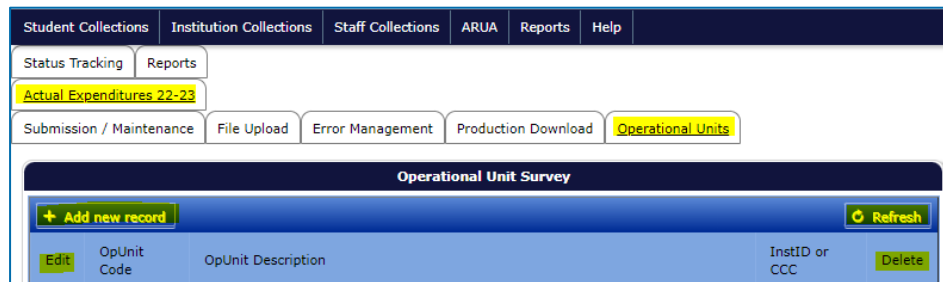 Student Collections Institution Collections Staff Collections ARUA Reports Help
Status Tracking Reports
Actual Expenditures 22-23
Submission / Maintenance File Upload Error Management Production Download Operational Units
Operational Unit Survey
+ Add new record Refresh
Edit OpUnit Code OpUnit Description InstID or CCC Delete